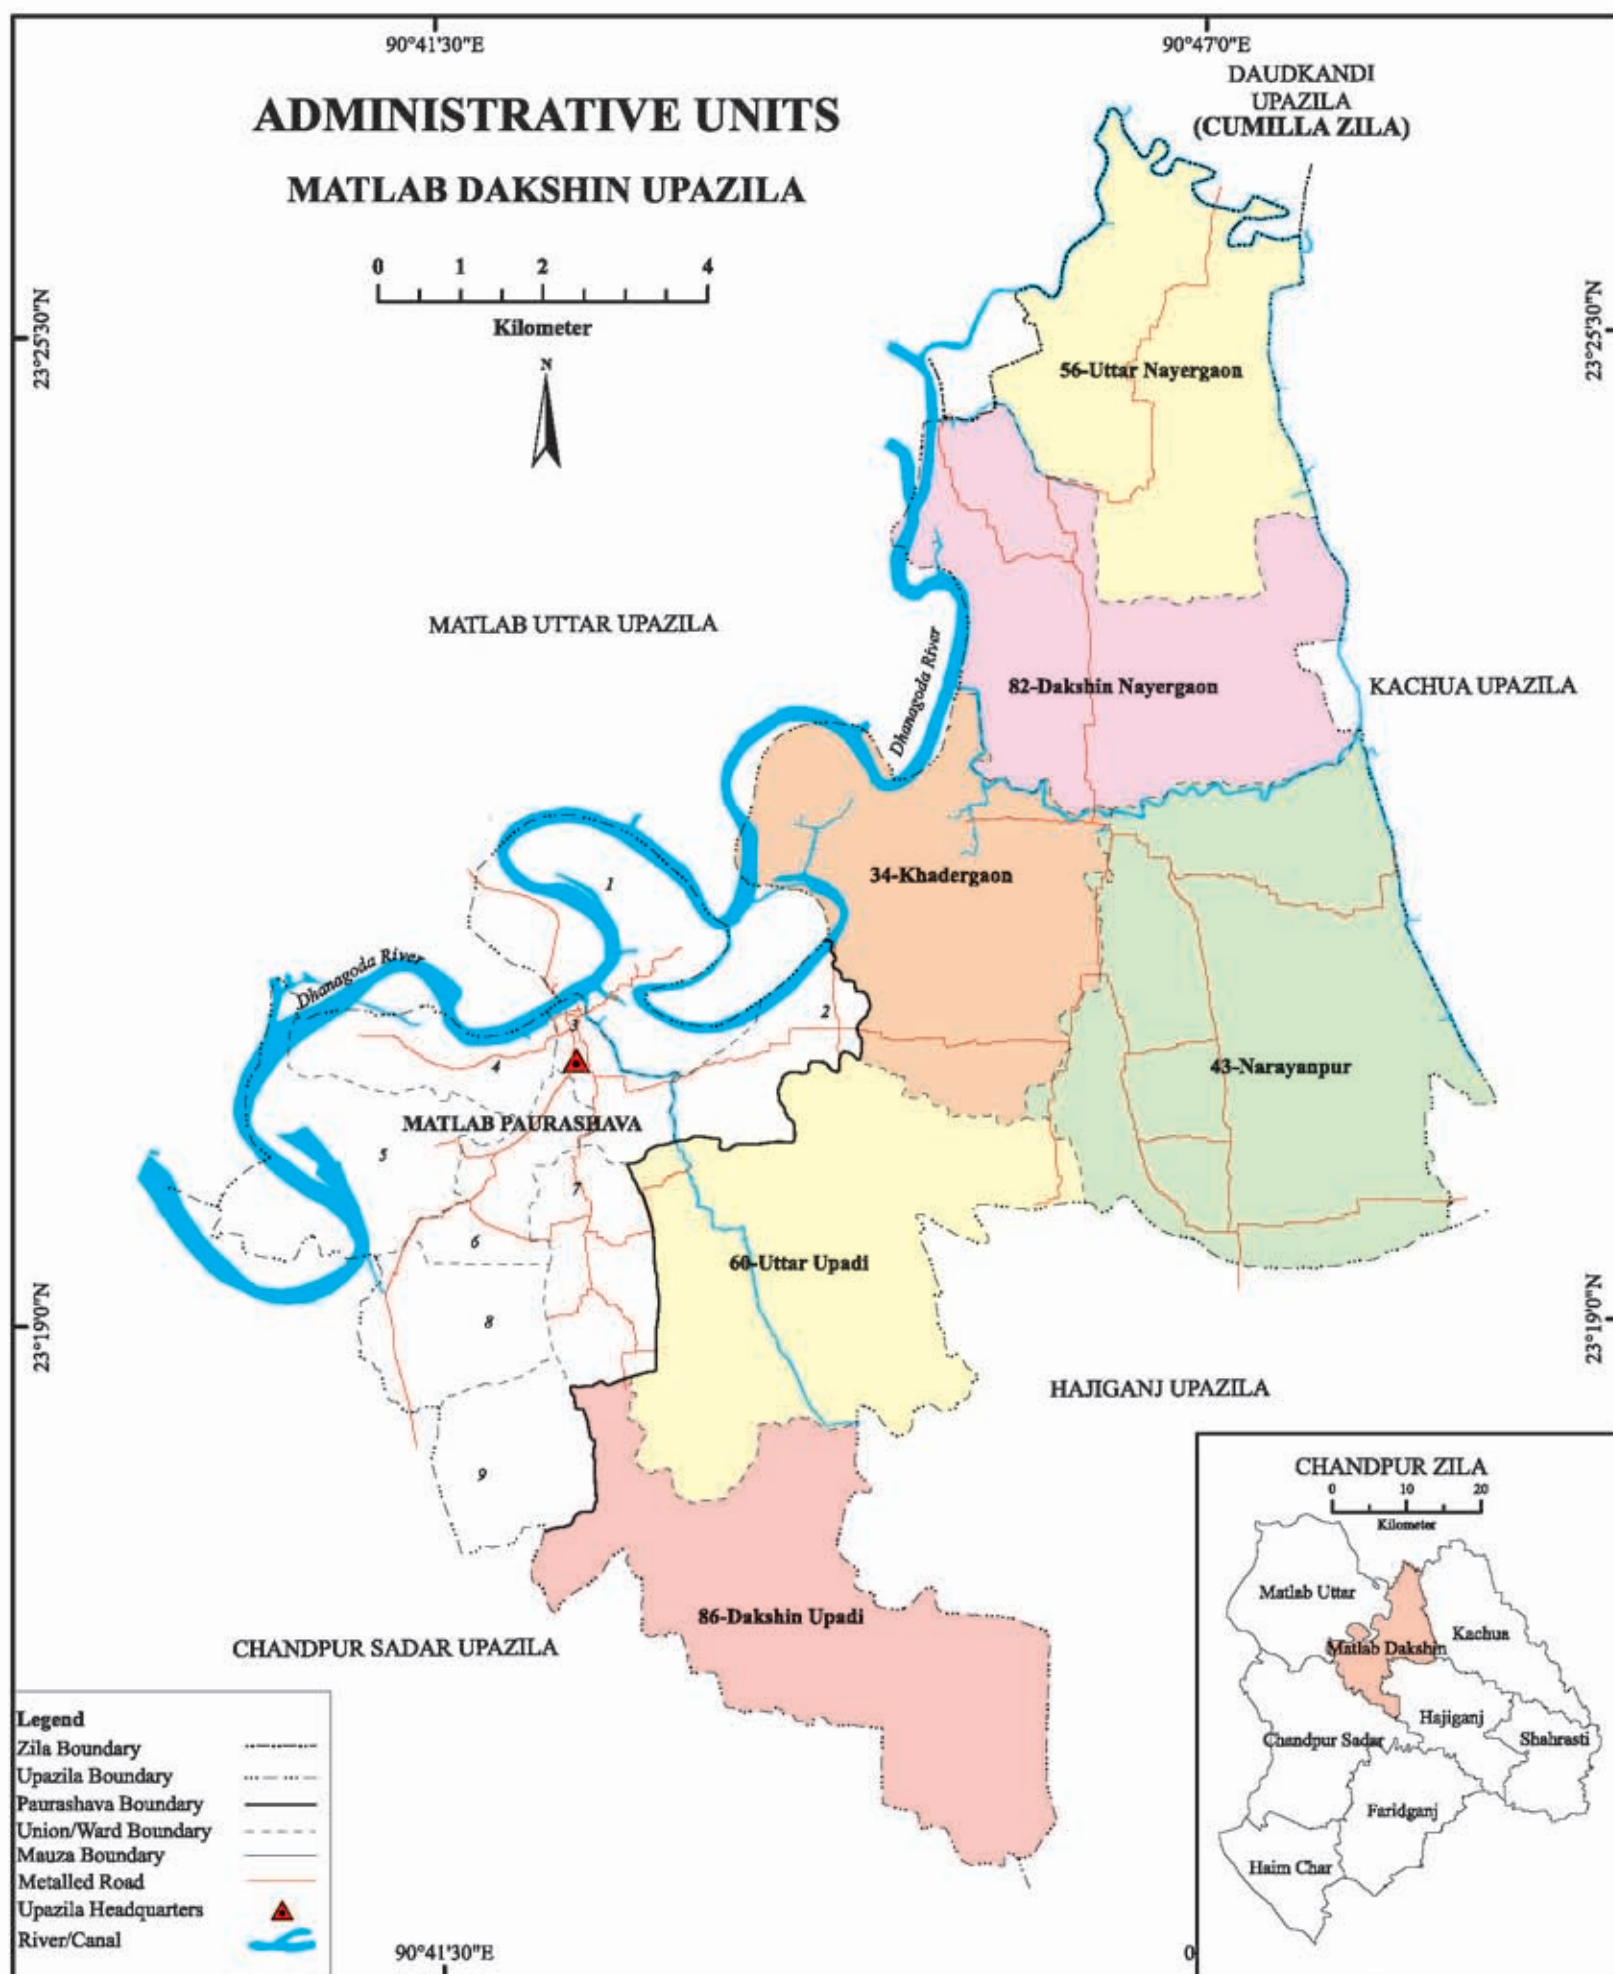 90°41'30"E
90°47'0"E
DAUDKANDI
UPAZILA
(CUMILLA ZILA)
ADMINISTRATIVE UNITS
MATLAB DAKSHIN UPAZILA
0 1 2 4
Kilometer
N
23°25'30"N
23°25'30"N
56-Uttar Nayergaon
MATLAB UTTAR UPAZILA
Dhanagoda River
82-Dakshin Nayergaon
KACHUA UPAZILA
34-Khadergaon
1
Dhanagoda River
2
3
4
43-Narayanpur
MATLAB PAURASHAVA
5
7
6
60-Uttar Upadi
8
23°19'0"N
23°19'0"N
HAJIGANJ UPAZILA
9
86-Dakshin Upadi
CHANDPUR SADAR UPAZILA
CHANDPUR ZILA
0 10 20
Kilometer
Matlab Uttar
Kachua
Matlab Dakshin
Hajiganj
Chandpur Sadar
Shahrasti
Faridganj
Haim Char
Legend
Zila Boundary
Upazila Boundary
Paurashava Boundary
Union/Ward Boundary
Mauza Boundary
Metalled Road
Upazila Headquarters
River/Canal
90°41'30"E
0